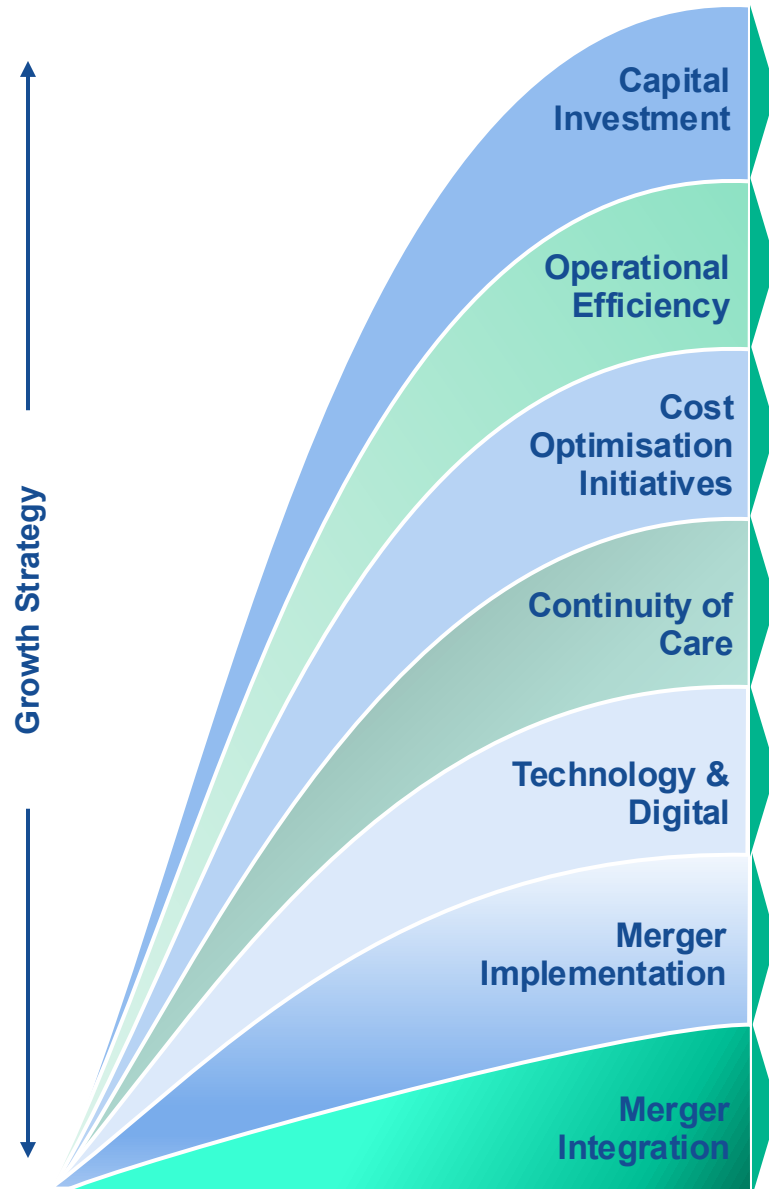 Capital
Investment
Operational
Efficiency
Cost
Optimisation
Initiatives
Continuity of
Care
Technology &
Digital
Merger
Implementation
Merger
Integration
Growth Strategy